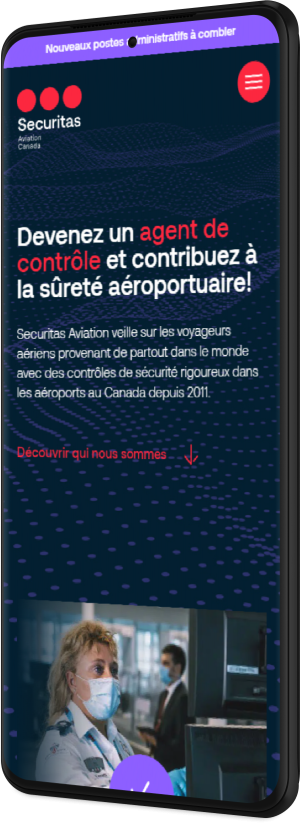 Nouveaux postes administratifs à combler
Securitas
Aviation
Canada
Devenez un agent de
contrôle et contribuez à
la sûreté aéroportuaire!
Securitas Aviation veille sur les voyageurs
aériens provenant de partout dans le monde
avec des contrôles de sécurité rigoureux dans
les aéroports au Canada depuis 2011.
Découvrir qui nous sommes